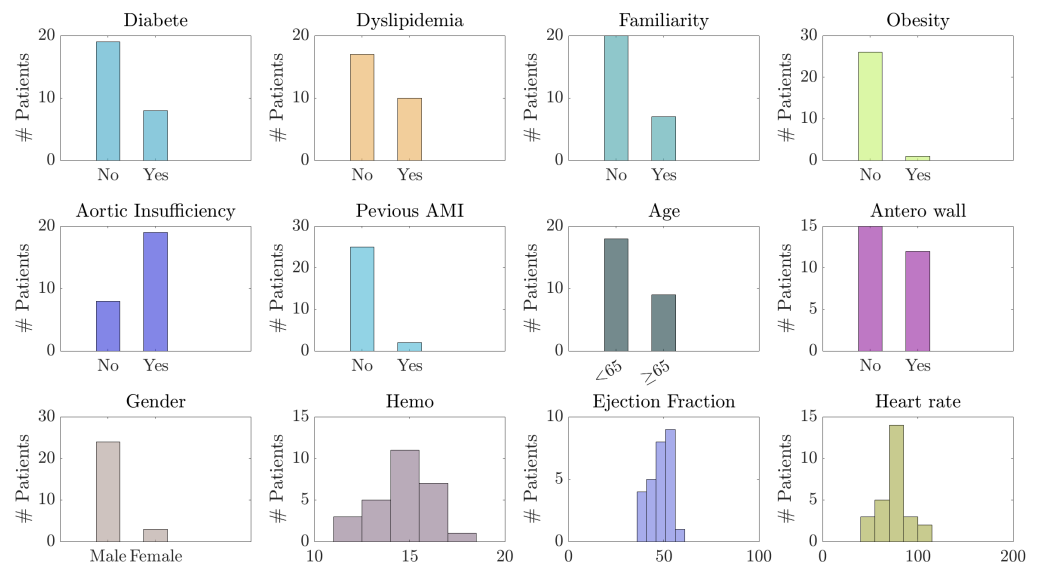 Diabete
Dyslipidemia
Familiarity
Obesity
# Patients
20
10
0
No Yes
# Patients
20
10
0
No Yes
# Patients
20
10
0
No Yes
# Patients
30
20
10
0
No Yes
Aortic Insufficiency
Pevious AMI
Age
Antero wall
# Patients
20
10
0
No Yes
# Patients
30
20
10
0
No Yes
# Patients
20
10
0
<65 ≥65
# Patients
15
10
5
0
No Yes
Gender
Hemo
Ejection Fraction
Heart rate
# Patients
30
20
10
0
Male Female
# Patients
15
10
5
0
10 15 20
# Patients
10
5
0
0 50 100
# Patients
15
10
5
0
0 100 200